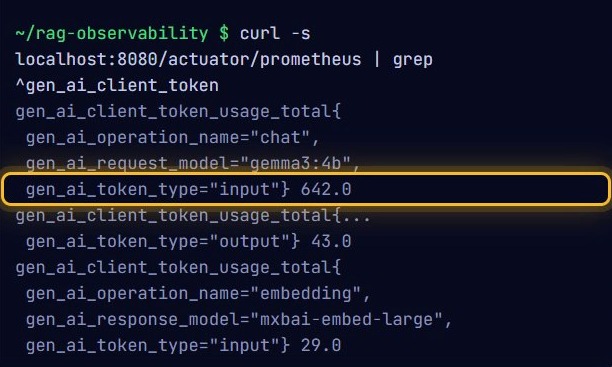 ~/rag-observability $ curl -s
localhost:8080/actuator/prometheus | grep
^gen_ai_client_token
gen_ai_client_token_usage_total{
gen_ai_operation_name="chat",
gen_ai_request_model="gemma3:4b",
gen_ai_token_type="input"} 642.0
gen_ai_client_token_usage_total{...
gen_ai_token_type="output"} 43.0
gen_ai_client_token_usage_total{
gen_ai_operation_name="embedding",
gen_ai_response_model="mxbai-embed-large",
gen_ai_token_type="input"} 29.0